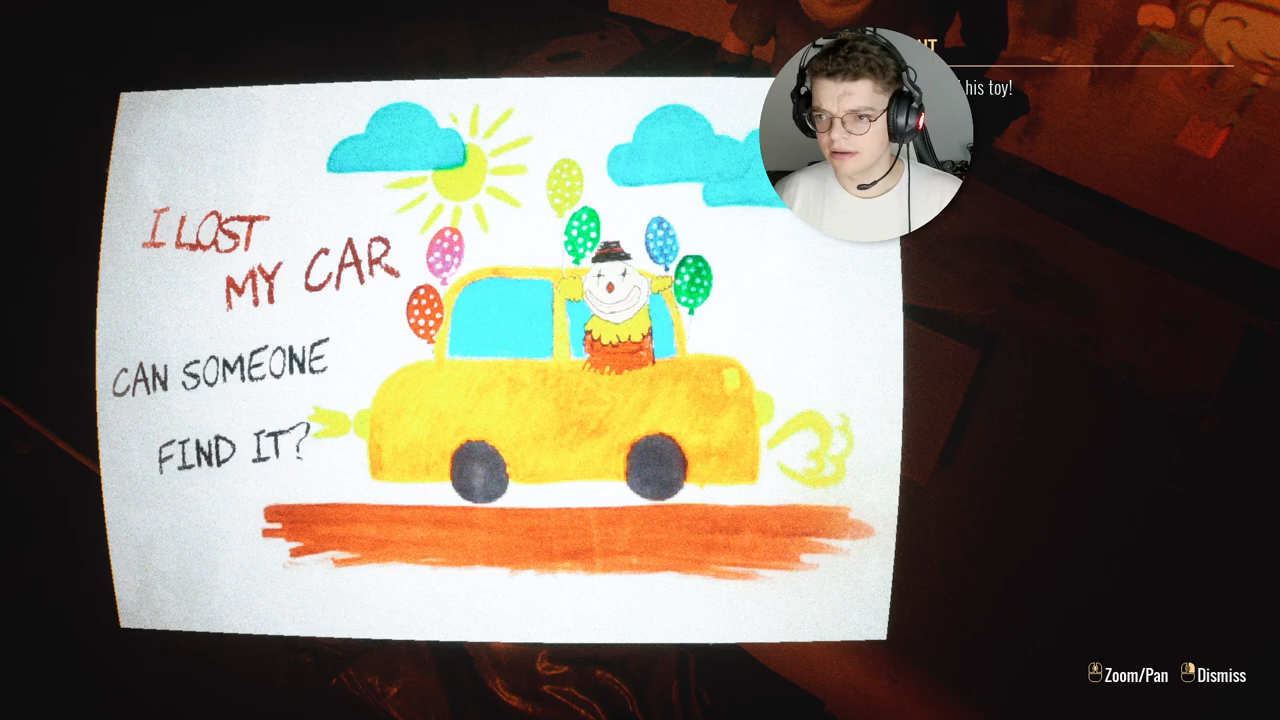 I LOST
MY CAR
CAN SOMEONE
FIND IT?
his toy!
Zoom/Pan
Dismiss